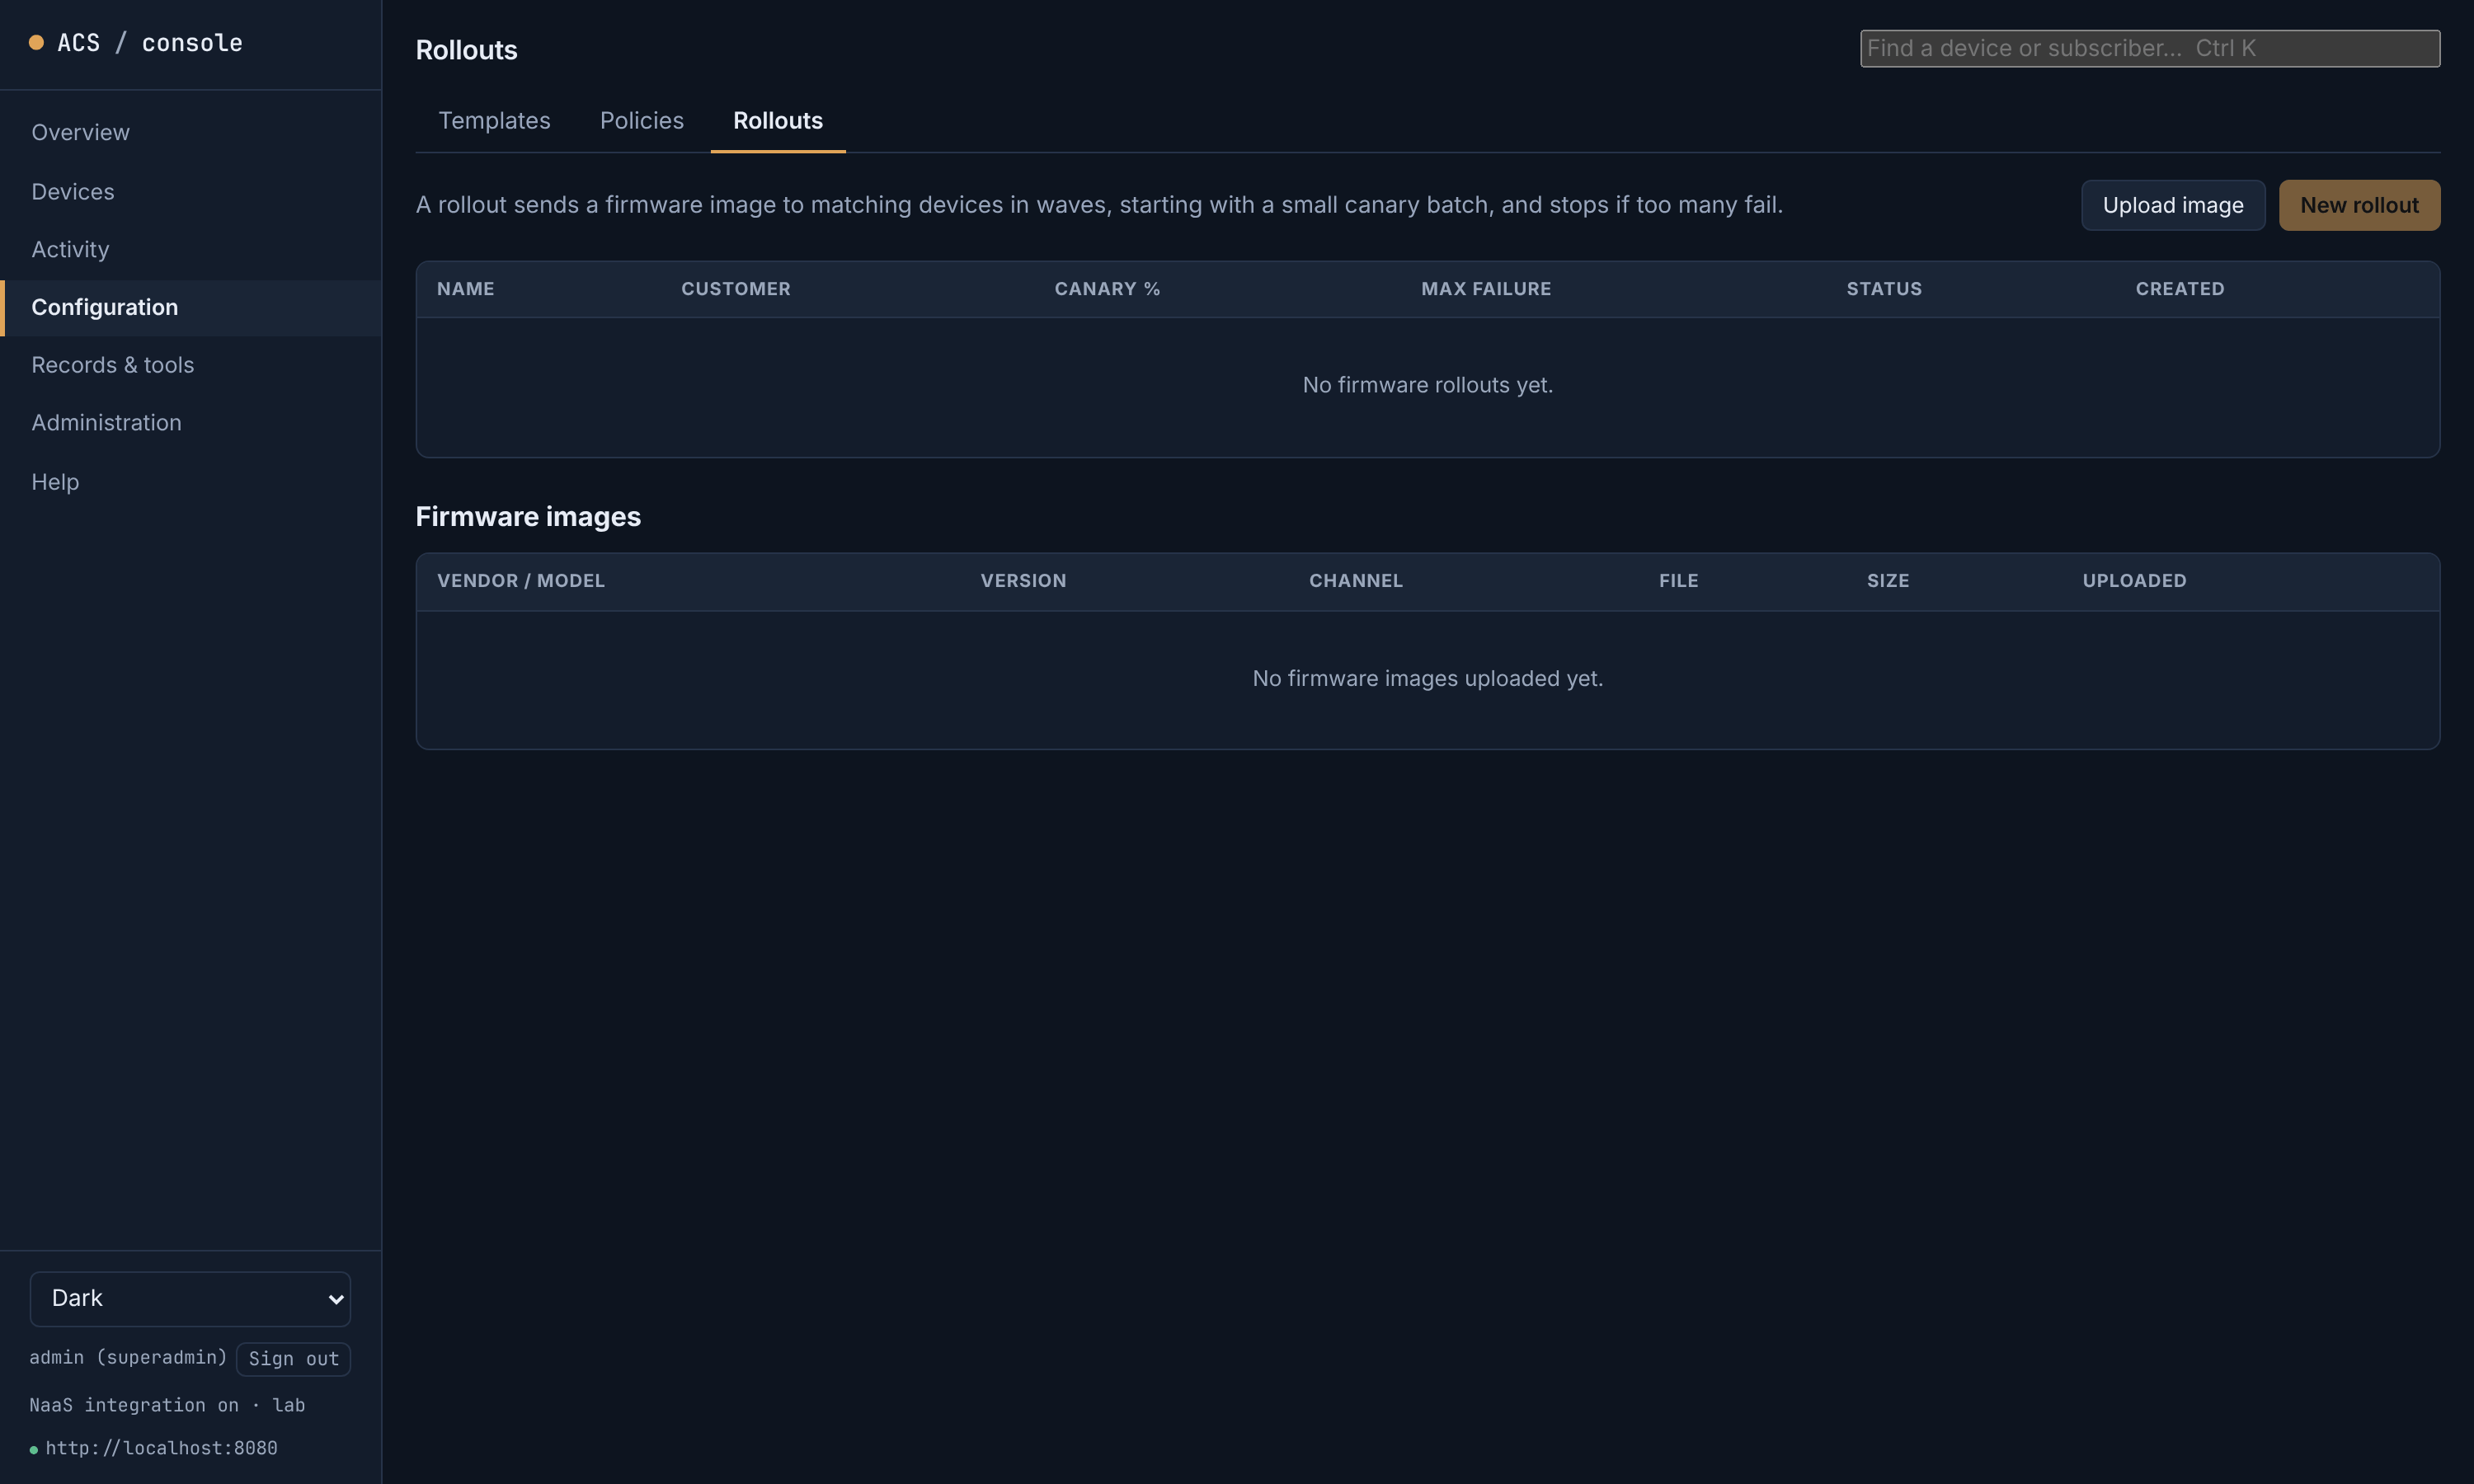 ACS / console
Overview
Devices
Activity
Configuration
Records & tools
Administration
Help
Dark
admin (superadmin) Sign out
NaaS integration on · lab
http://localhost:8080
Rollouts
Find a device or subscriber... Ctrl K
Templates Policies Rollouts
A rollout sends a firmware image to matching devices in waves, starting with a small canary batch, and stops if too many fail.
Upload image New rollout
NAME CUSTOMER CANARY % MAX FAILURE STATUS CREATED
No firmware rollouts yet.
Firmware images
VENDOR / MODEL VERSION CHANNEL FILE SIZE UPLOADED
No firmware images uploaded yet.